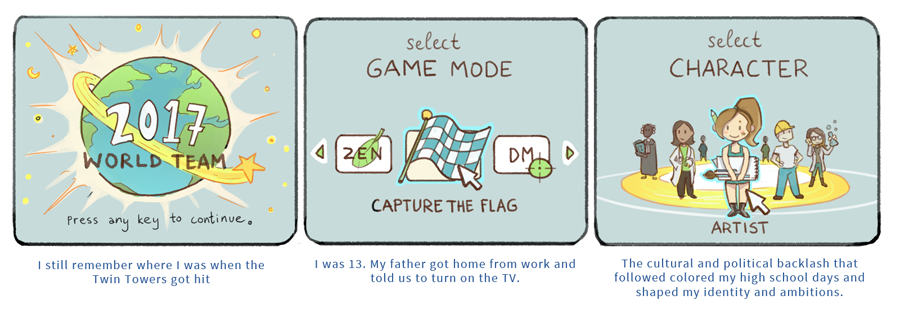 2017
WORLD TEAM
Press any key to continue.
I still remember where I was when the
Twin Towers got hit
select
GAME MODE
ZEN
DM
CAPTURE THE FLAG
I was 13. My father got home from work and
told us to turn on the TV.
select
CHARACTER
ARTIST
The cultural and political backlash that
followed colored my high school days and
shaped my identity and ambitions.